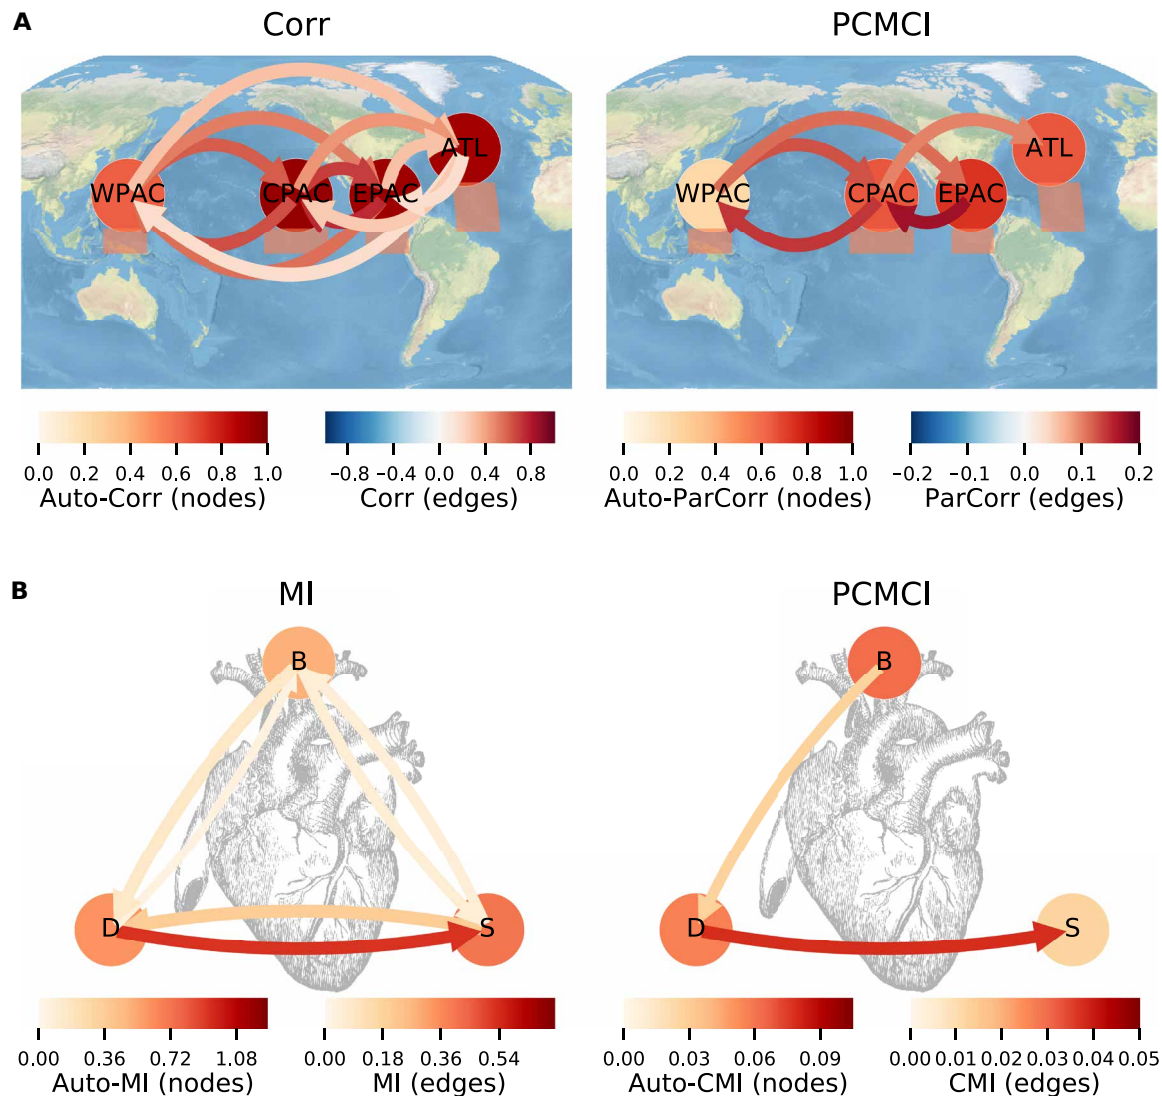 A
Corr
PCMCI
WPAC
CPAC
EPAC
ATL
WPAC
CPAC
EPAC
ATL
0.0 0.2 0.4 0.6 0.8 1.0
Auto-Corr (nodes)
−0.8 −0.4 0.0 0.4 0.8
Corr (edges)
0.0 0.2 0.4 0.6 0.8 1.0
Auto-ParCorr (nodes)
−0.2 −0.1 0.0 0.1 0.2
ParCorr (edges)
B
MI
PCMCI
B
D
S
B
D
S
0.00 0.36 0.72 1.08
Auto-MI (nodes)
0.00 0.18 0.36 0.54
MI (edges)
0.00 0.03 0.06 0.09
Auto-CMI (nodes)
0.00 0.01 0.02 0.03 0.04 0.05
CMI (edges)